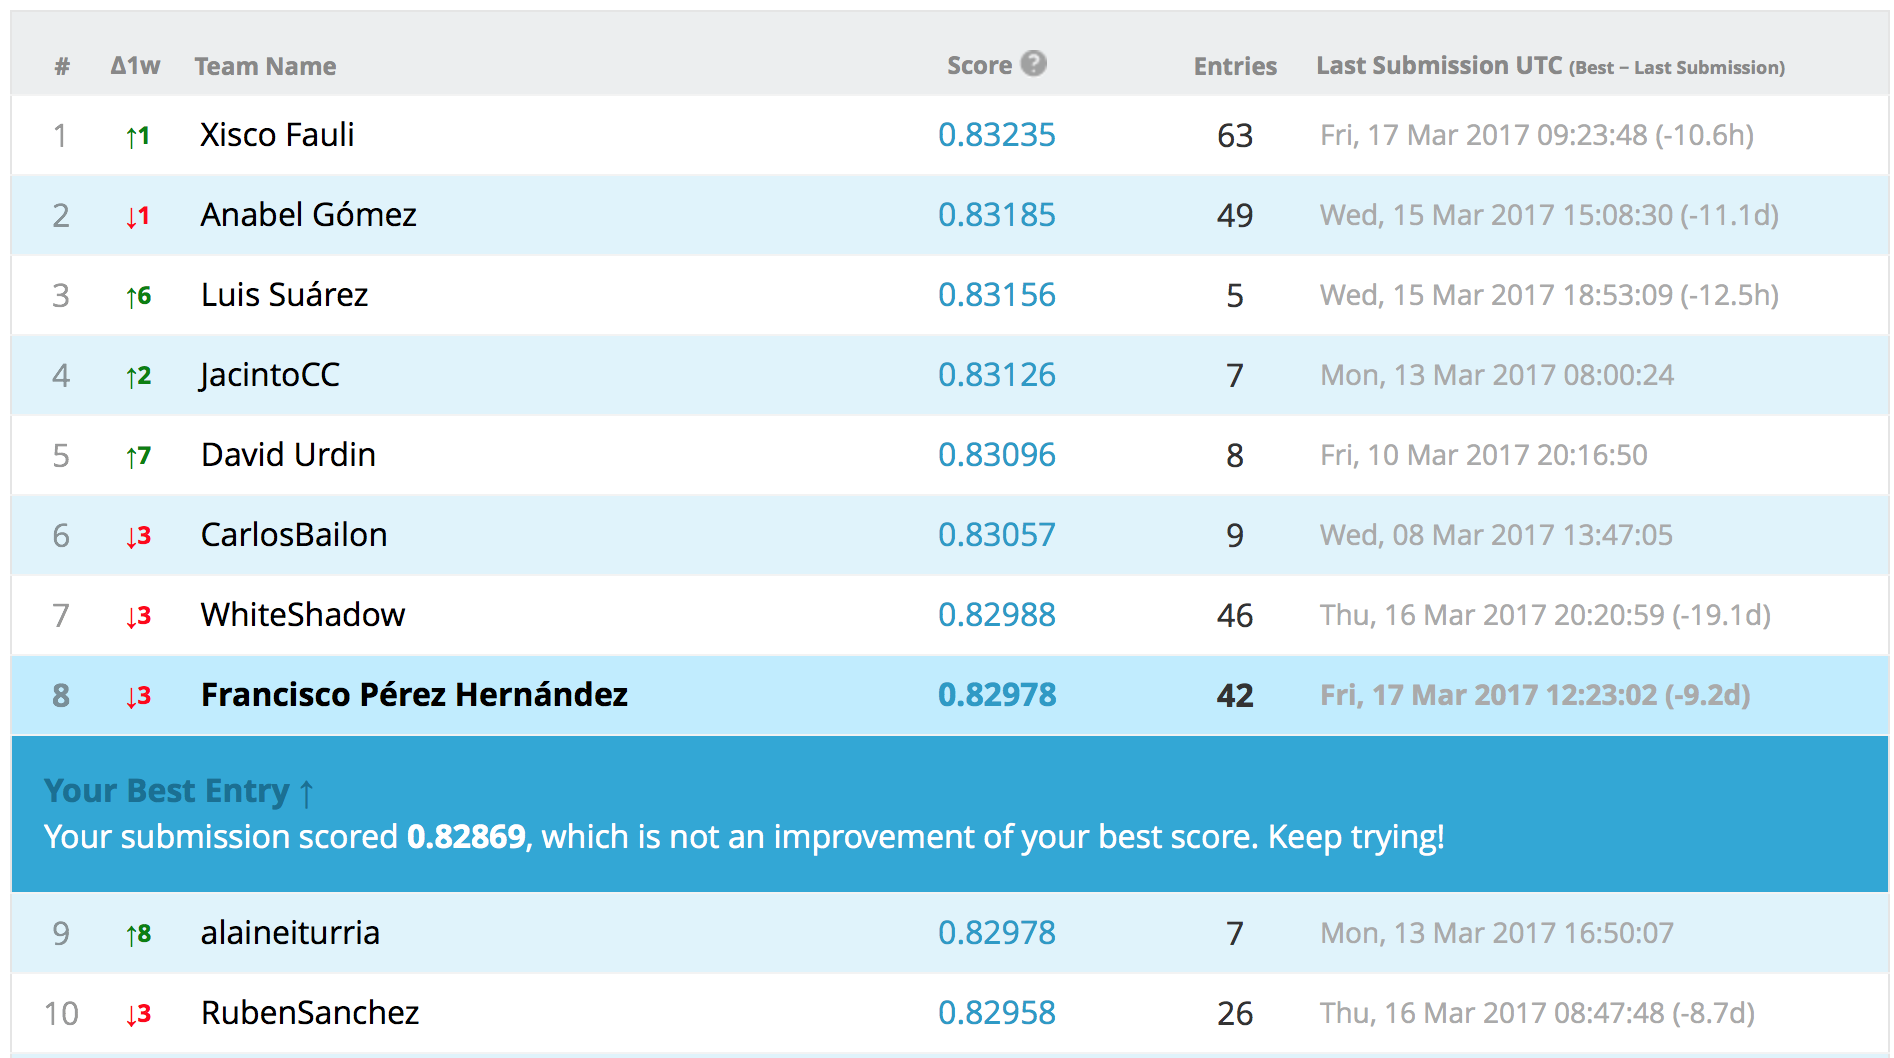 # Δ1w Team Name Score ? Entries Last Submission UTC (Best − Last Submission)
1 ↑1 Xisco Fauli 0.83235 63 Fri, 17 Mar 2017 09:23:48 (-10.6h)
2 ↓1 Anabel Gómez 0.83185 49 Wed, 15 Mar 2017 15:08:30 (-11.1d)
3 ↑6 Luis Suárez 0.83156 5 Wed, 15 Mar 2017 18:53:09 (-12.5h)
4 ↑2 JacintoCC 0.83126 7 Mon, 13 Mar 2017 08:00:24
5 ↑7 David Urdin 0.83096 8 Fri, 10 Mar 2017 20:16:50
6 ↓3 CarlosBailon 0.83057 9 Wed, 08 Mar 2017 13:47:05
7 ↓3 WhiteShadow 0.82988 46 Thu, 16 Mar 2017 20:20:59 (-19.1d)
8 ↓3 Francisco Pérez Hernández 0.82978 42 Fri, 17 Mar 2017 12:23:02 (-9.2d)
Your Best Entry ↑
Your submission scored 0.82869, which is not an improvement of your best score. Keep trying!
9 ↑8 alaineiturria 0.82978 7 Mon, 13 Mar 2017 16:50:07
10 ↓3 RubenSanchez 0.82958 26 Thu, 16 Mar 2017 08:47:48 (-8.7d)